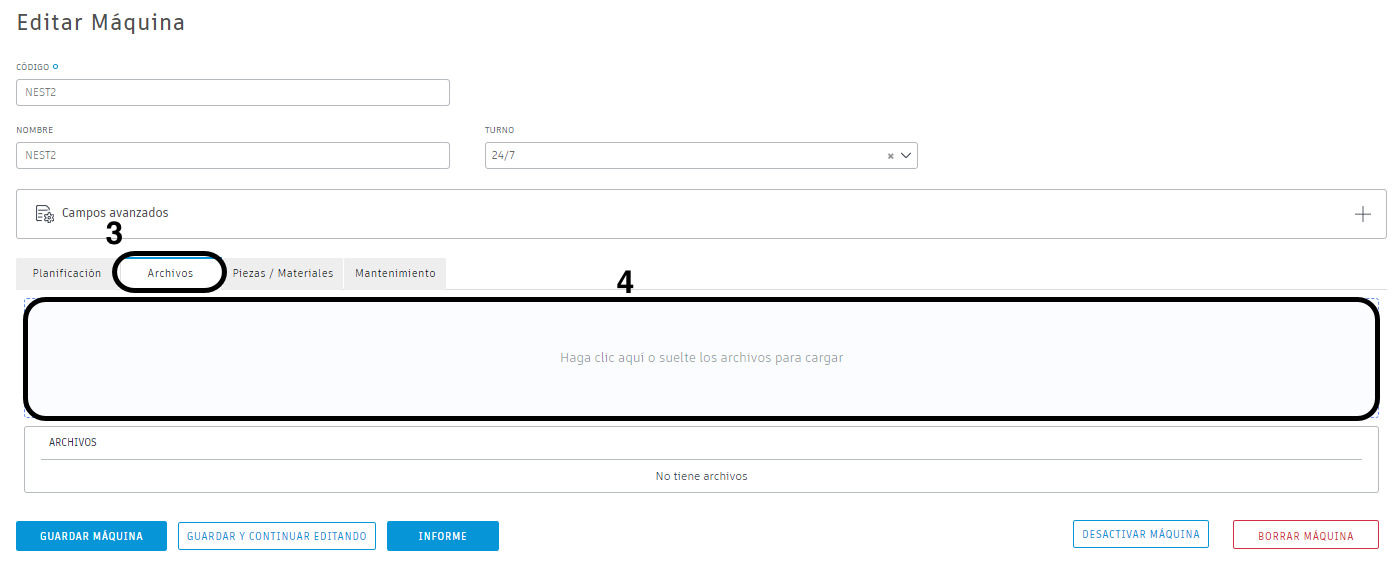 Editar Máquina
CÓDIGO
NEST2
NOMBRE
TURNO
NEST2
24/7
Campos avanzados
3
Planificación
Archivos
Piezas / Materiales
Mantenimiento
4
Haga clic aquí o suelte los archivos para cargar
ARCHIVOS
No tiene archivos
GUARDAR MÁQUINA
GUARDAR Y CONTINUAR EDITANDO
INFORME
DESACTIVAR MÁQUINA
BORRAR MÁQUINA